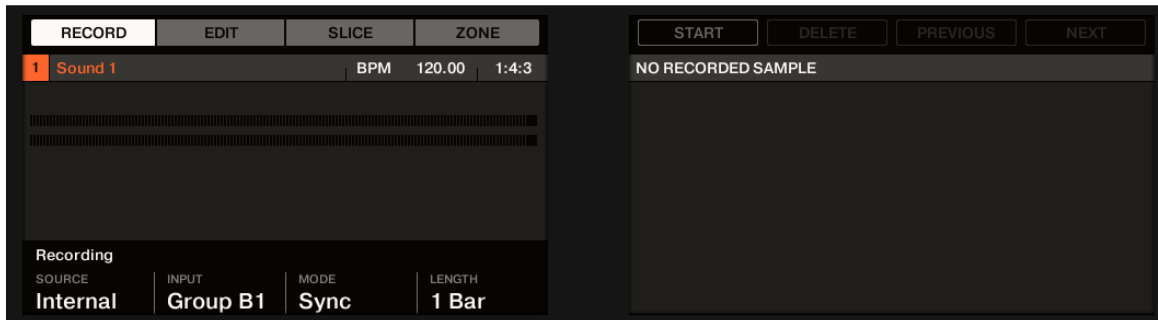 RECORD EDIT SLICE ZONE
1 Sound 1 BPM 120.00 1:4:3
Recording
SOURCE INPUT MODE LENGTH
Internal Group B1 Sync 1 Bar
START DELETE PREVIOUS NEXT
NO RECORDED SAMPLE